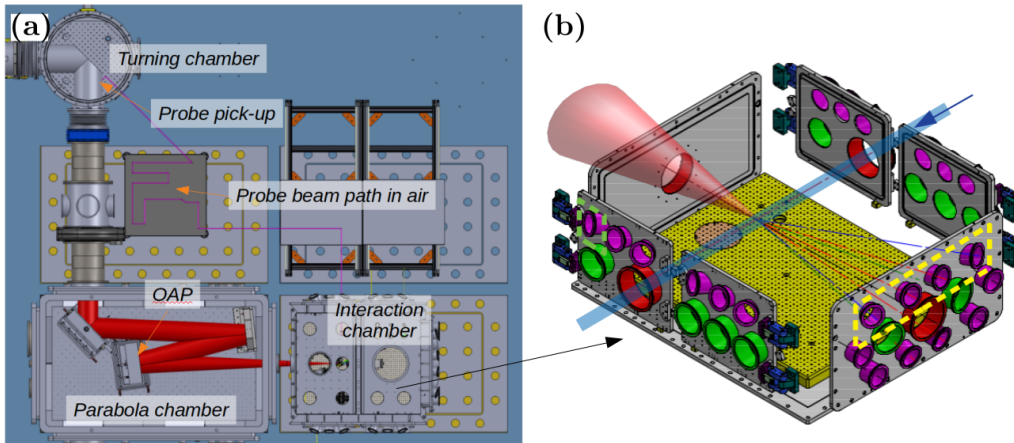 (a)
Turning chamber
Probe pick-up
Probe beam path in air
OAP
Interaction
chamber
Parabola chamber
(b)